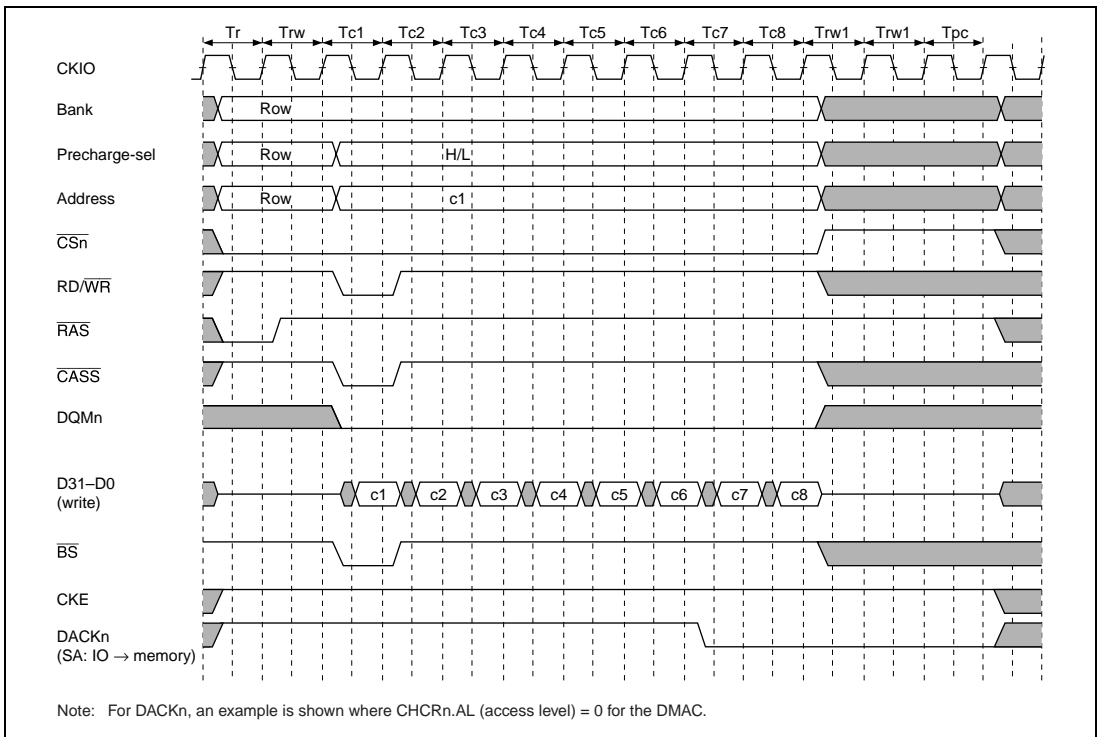 Tr Trw Tc1 Tc2 Tc3 Tc4 Tc5 Tc6 Tc7 Tc8 Trw1 Trw1 Tpc
CKIO
Bank Row
Precharge-sel Row H/L
Address Row c1
CSn
RD/WR
RAS
CASS
DQMn
D31–D0
(write)
c1 c2 c3 c4 c5 c6 c7 c8
BS
CKE
DACKn
(SA: IO → memory)
Note: For DACKn, an example is shown where CHCRn.AL (access level) = 0 for the DMAC.